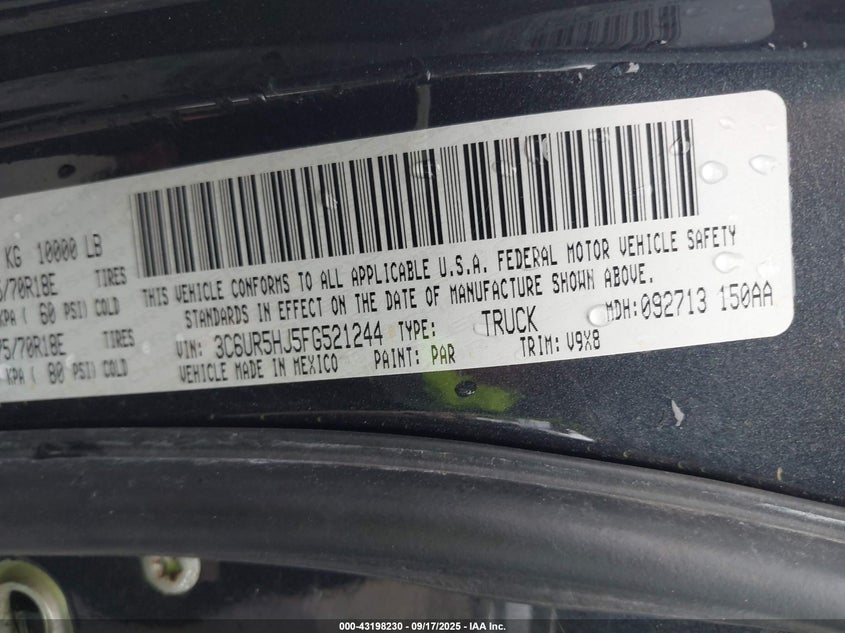 KG 10000 LB
/70R18E TIRES
KPA ( 60 PSI) COLD
/70R18E TIRES
KPA ( 80 PSI) COLD
THIS VEHICLE CONFORMS TO ALL APPLICABLE U.S.A. FEDERAL MOTOR VEHICLE SAFETY
STANDARDS IN EFFECT ON THE DATE OF MANUFACTURE SHOWN ABOVE.
VIN: 3C6UR5HJ5FG521244 TYPE: TRUCK MDH: 092713 150AA
VEHICLE MADE IN MEXICO PAINT: PAR TRIM: V9X8
000-43198230 - 09/17/2025 - IAA Inc.